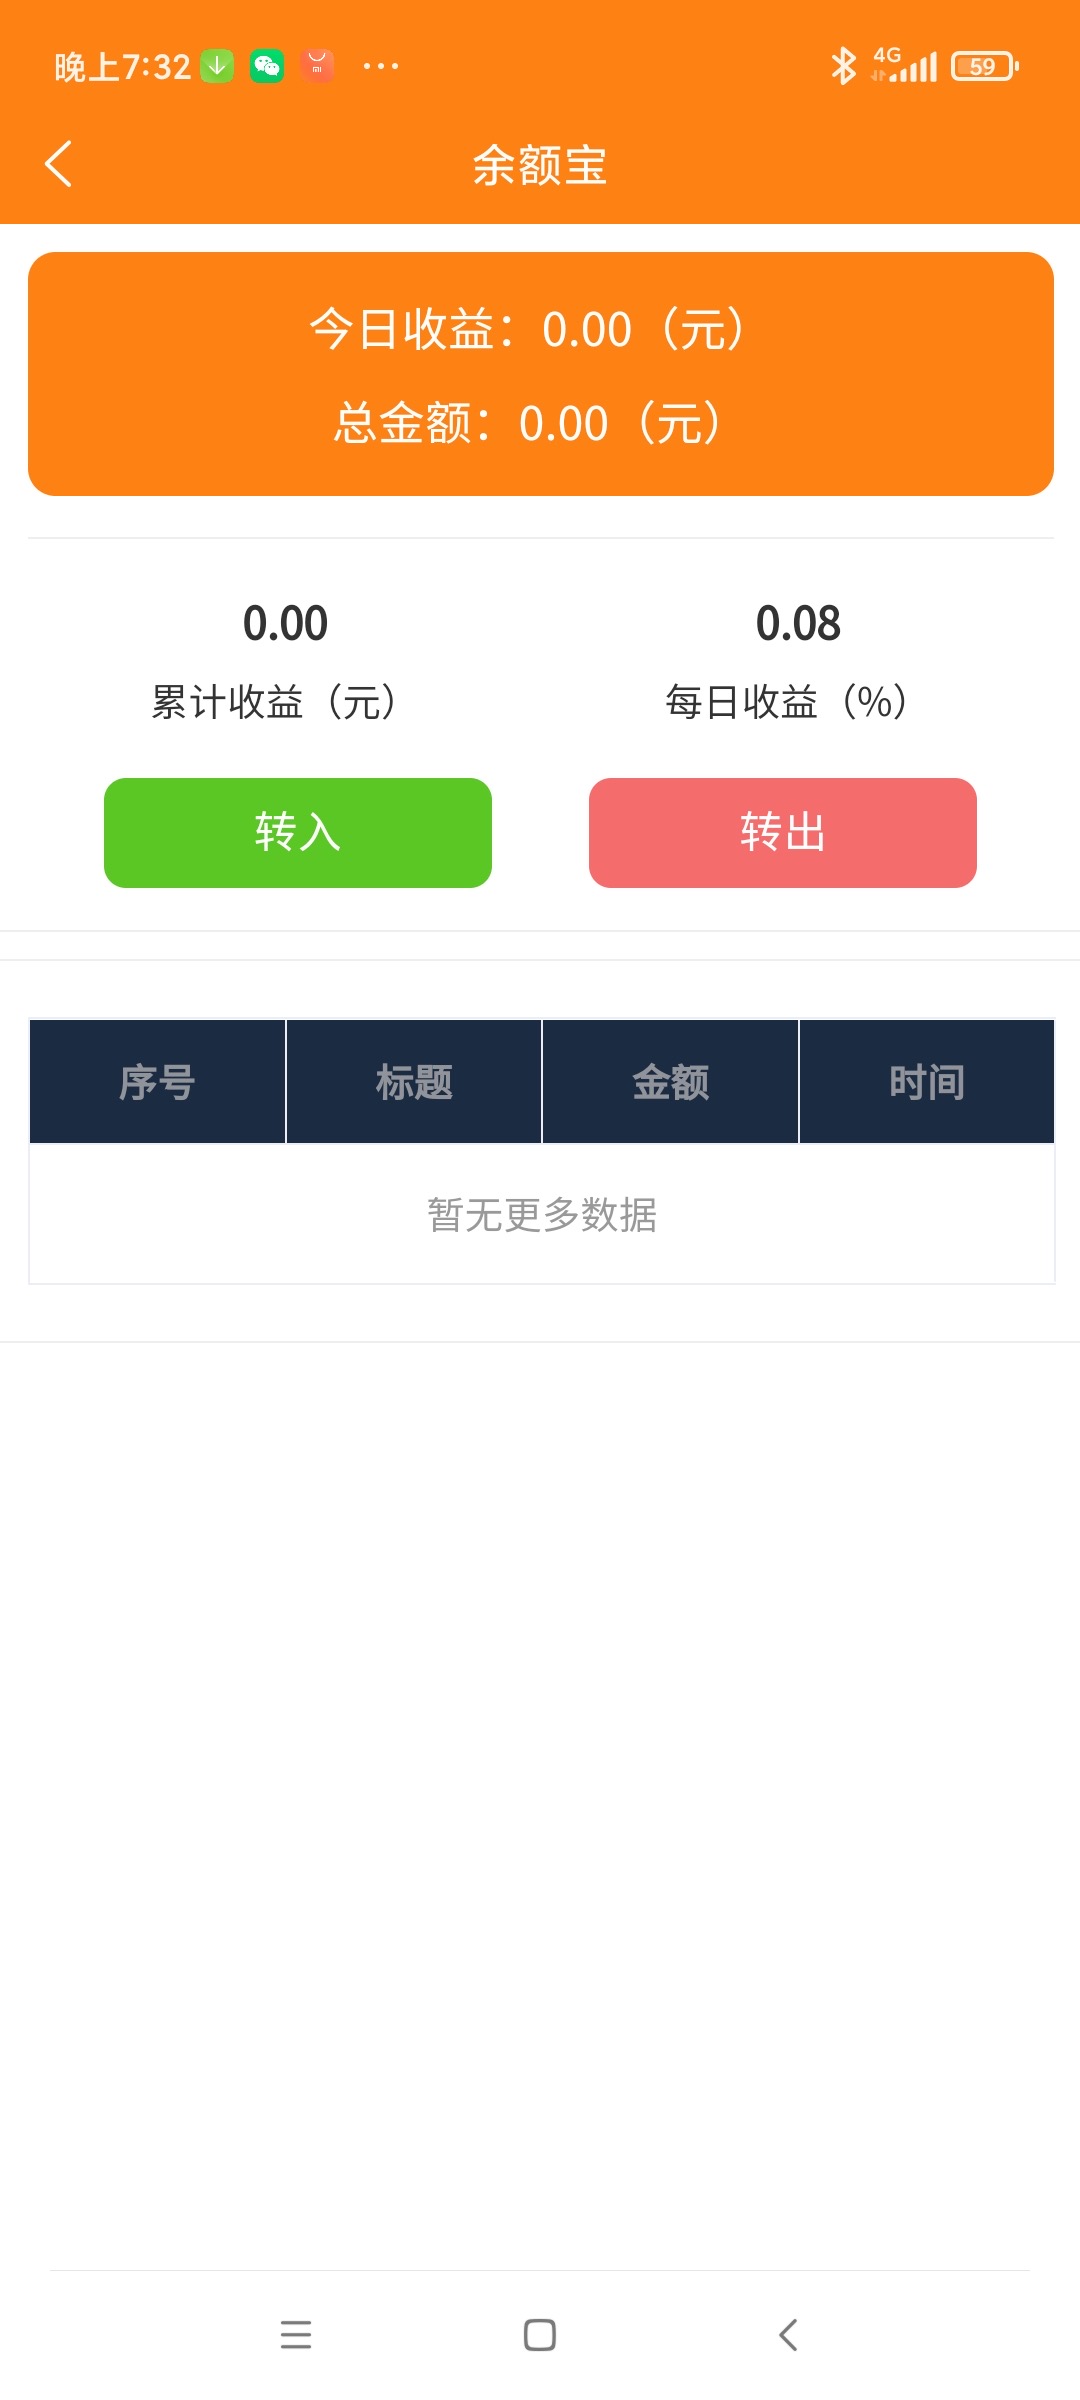 晚上7:32 ... 4G 59
余额宝
今日收益：0.00（元）
总金额：0.00（元）
0.00 0.08
累计收益（元） 每日收益（%）
转入 转出
序号 标题 金额 时间
暂无更多数据